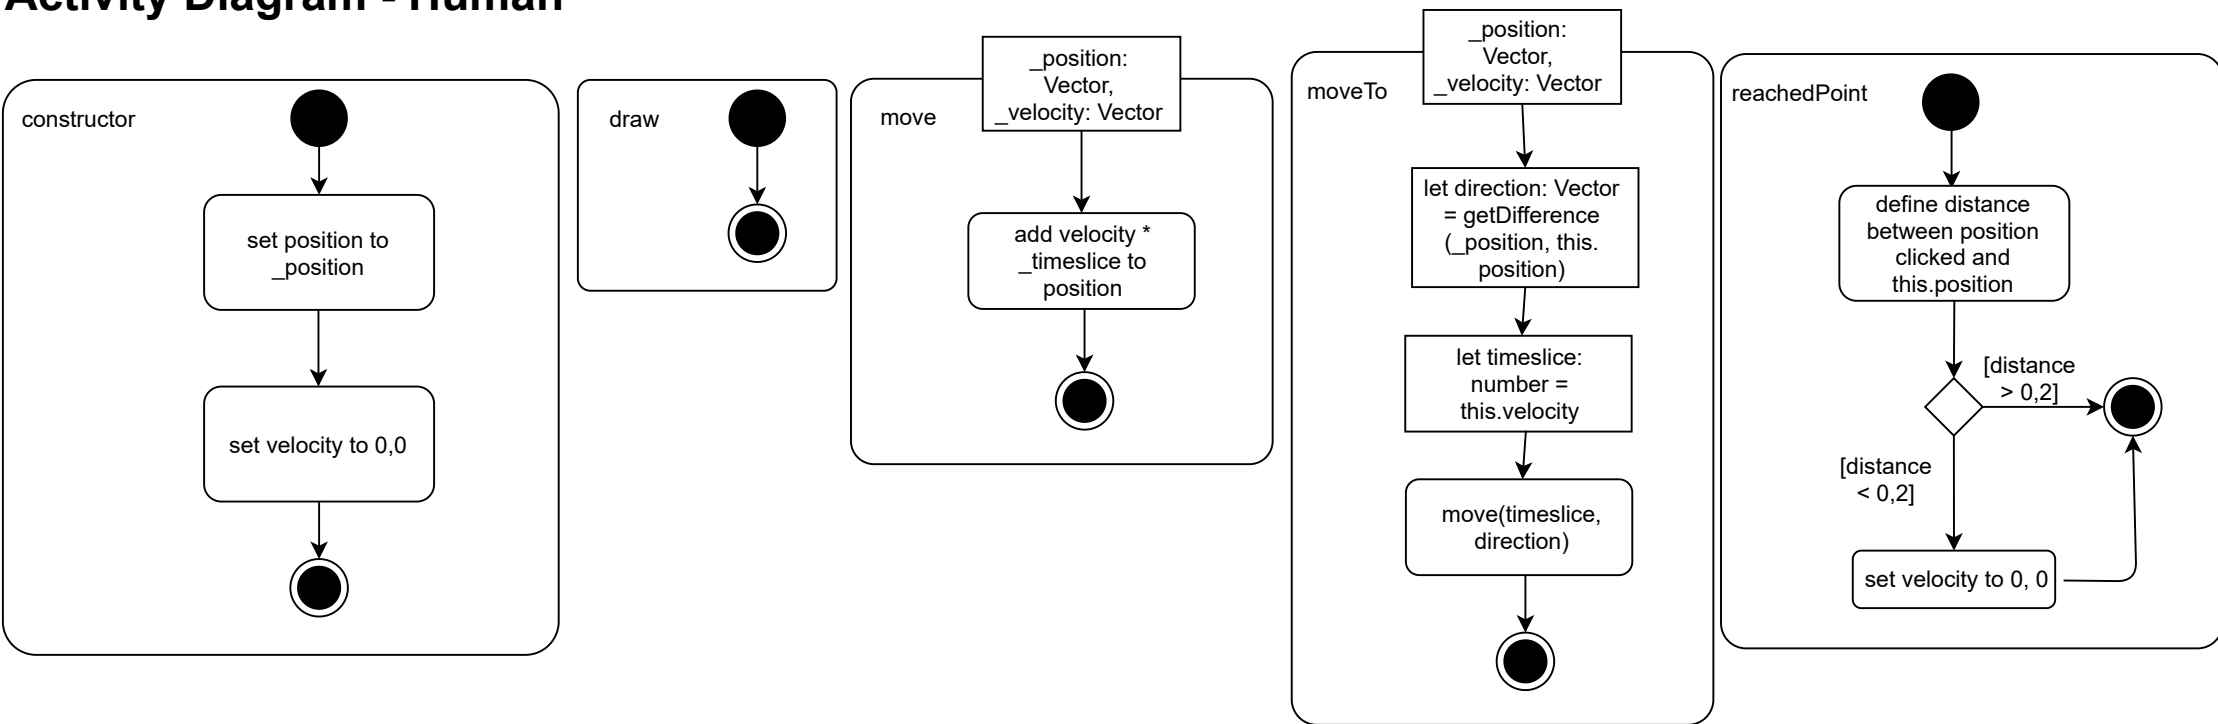 Activity Diagram - Human
constructor
set position to
_position
set velocity to 0,0
draw
_position:
Vector,
_velocity: Vector
move
add velocity *
_timeslice to
position
_position:
Vector,
_velocity: Vector
moveTo
let direction: Vector
= getDifference
(_position, this.
position)
let timeslice:
number =
this.velocity
move(timeslice,
direction)
reachedPoint
define distance
between position
clicked and
this.position
[distance
> 0,2]
[distance
< 0,2]
set velocity to 0, 0